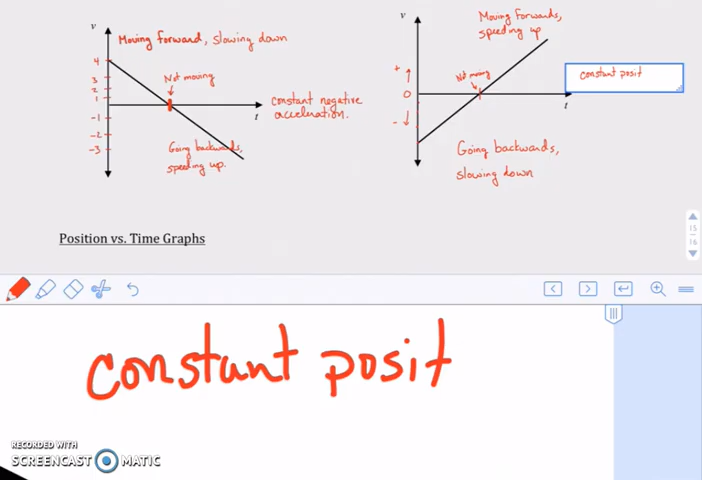 v
Moving forward, slowing down
4
3
2
1
-1
-2
-3
Not moving
t
constant negative
acceleration.
Going backwards,
speeding up.
v
Moving forwards,
speeding up
+
0
-
Not moving
constant posit
t
Going backwards,
slowing down
Position vs. Time Graphs
15
16
constant posit
RECORDED WITH
SCREENCAST MATIC